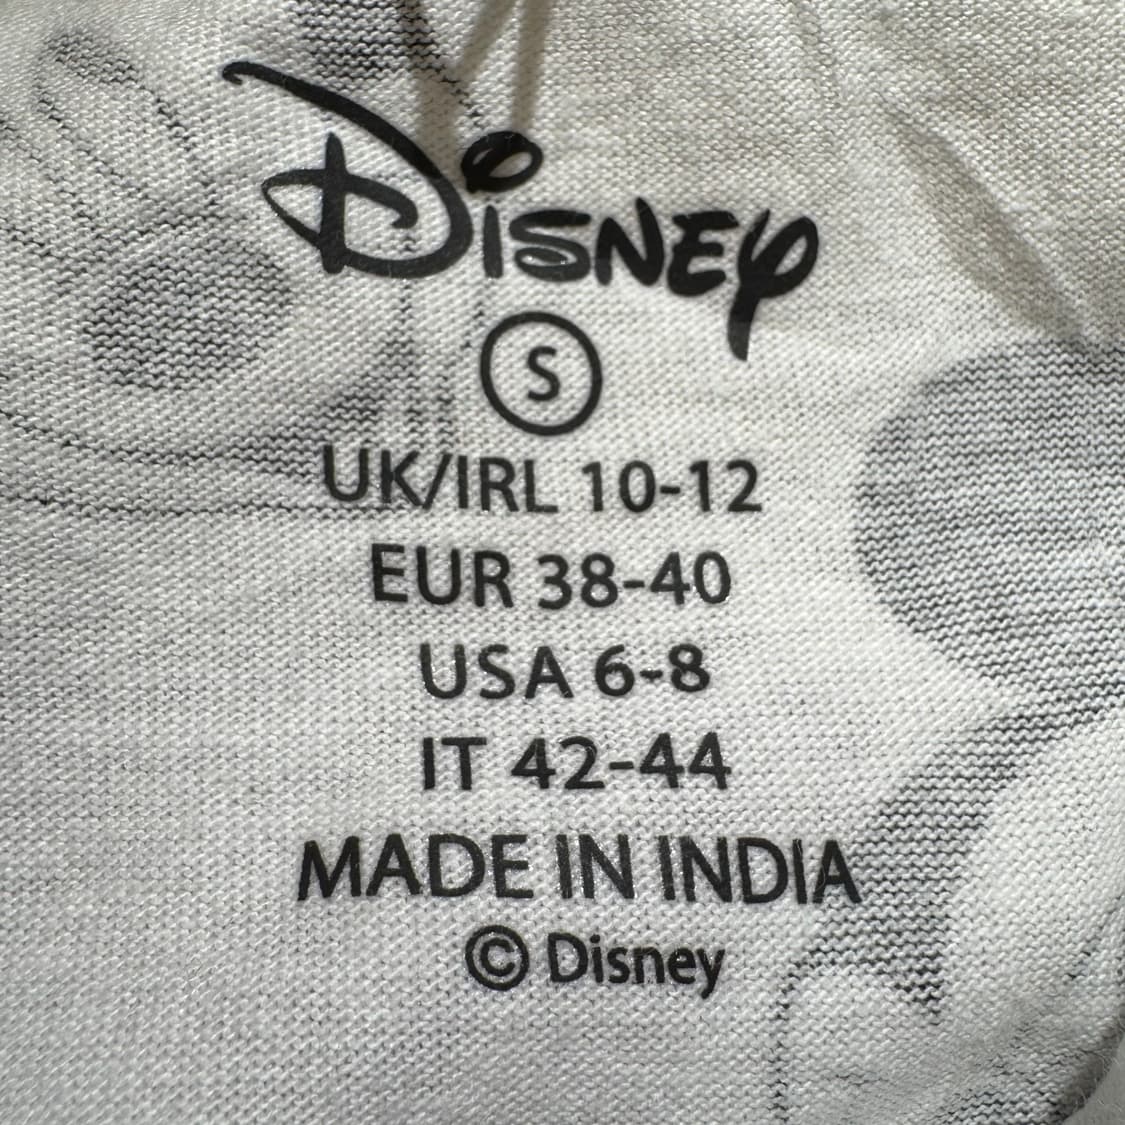 Disney
S
UK/IRL 10-12
EUR 38-40
USA 6-8
IT 42-44
MADE IN INDIA
© Disney